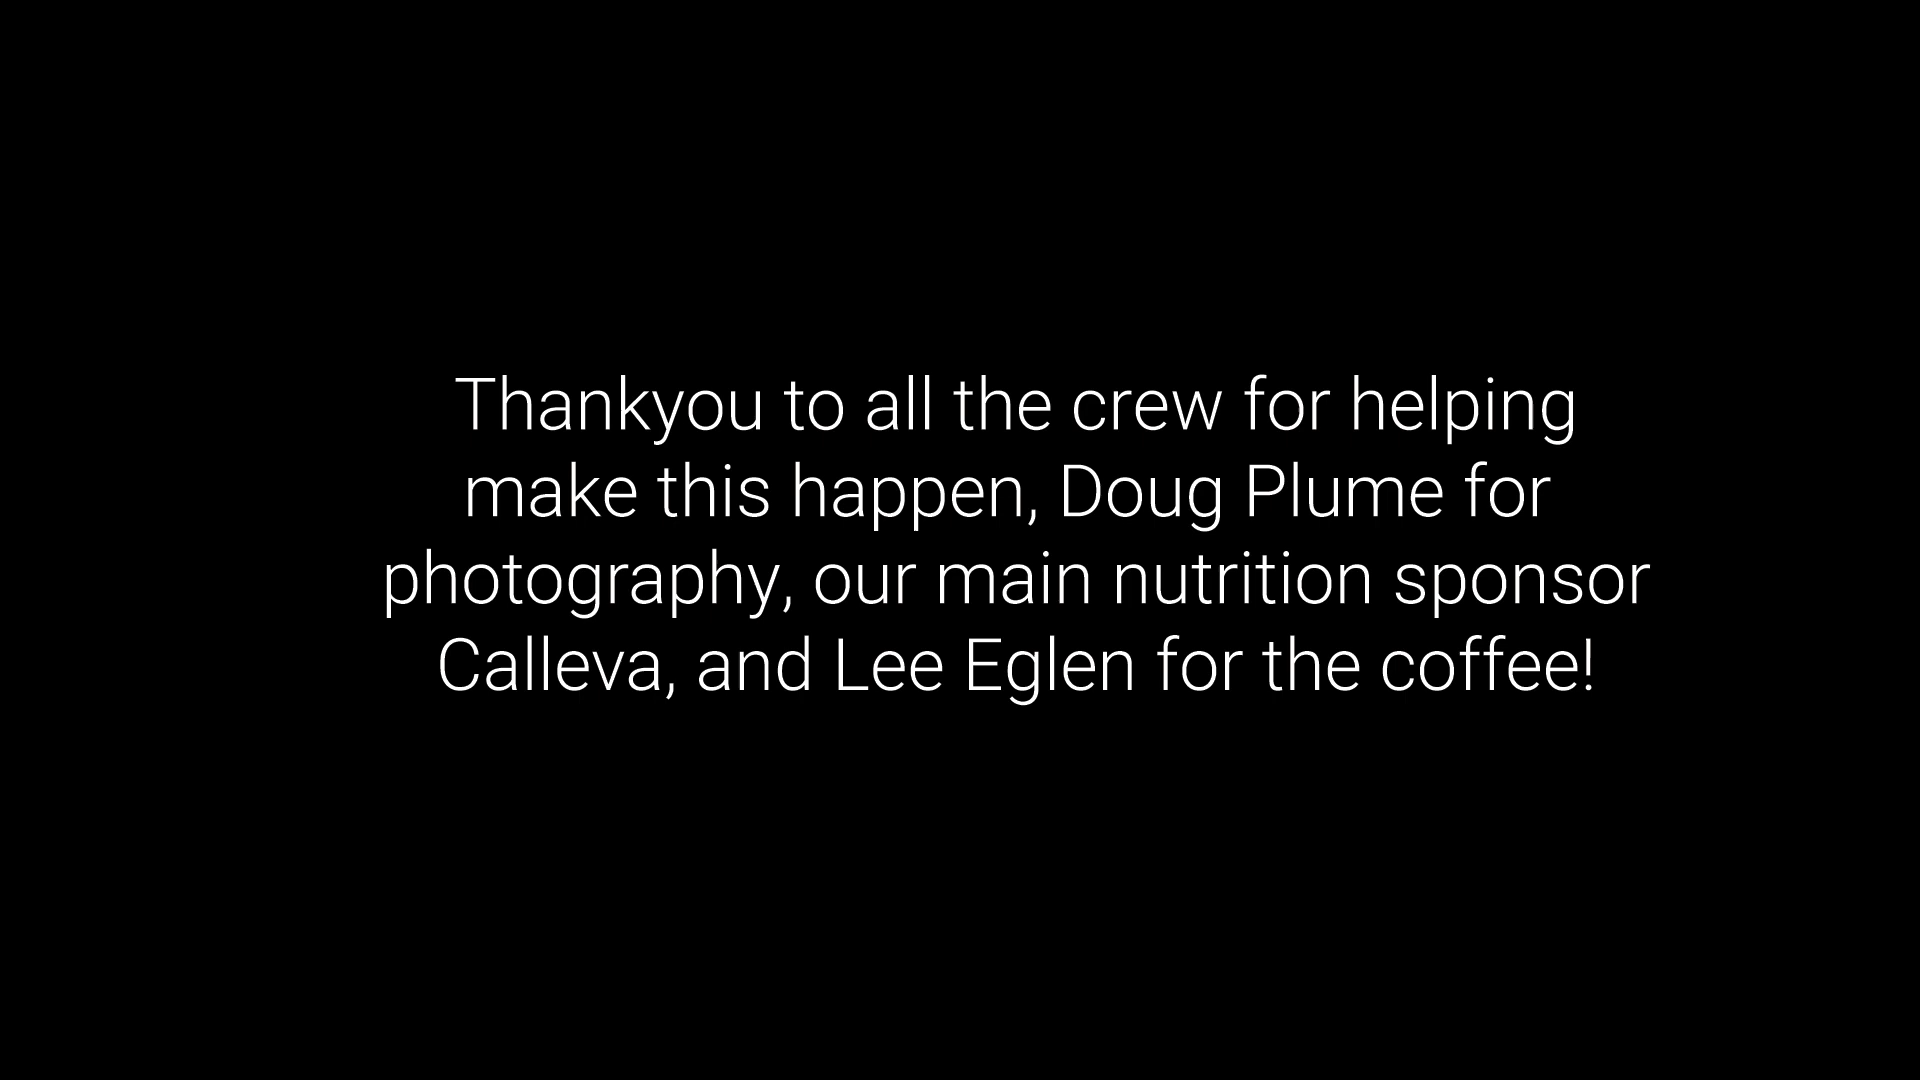 Thankyou to all the crew for helping
make this happen, Doug Plume for
photography, our main nutrition sponsor
Calleva, and Lee Eglen for the coffee!